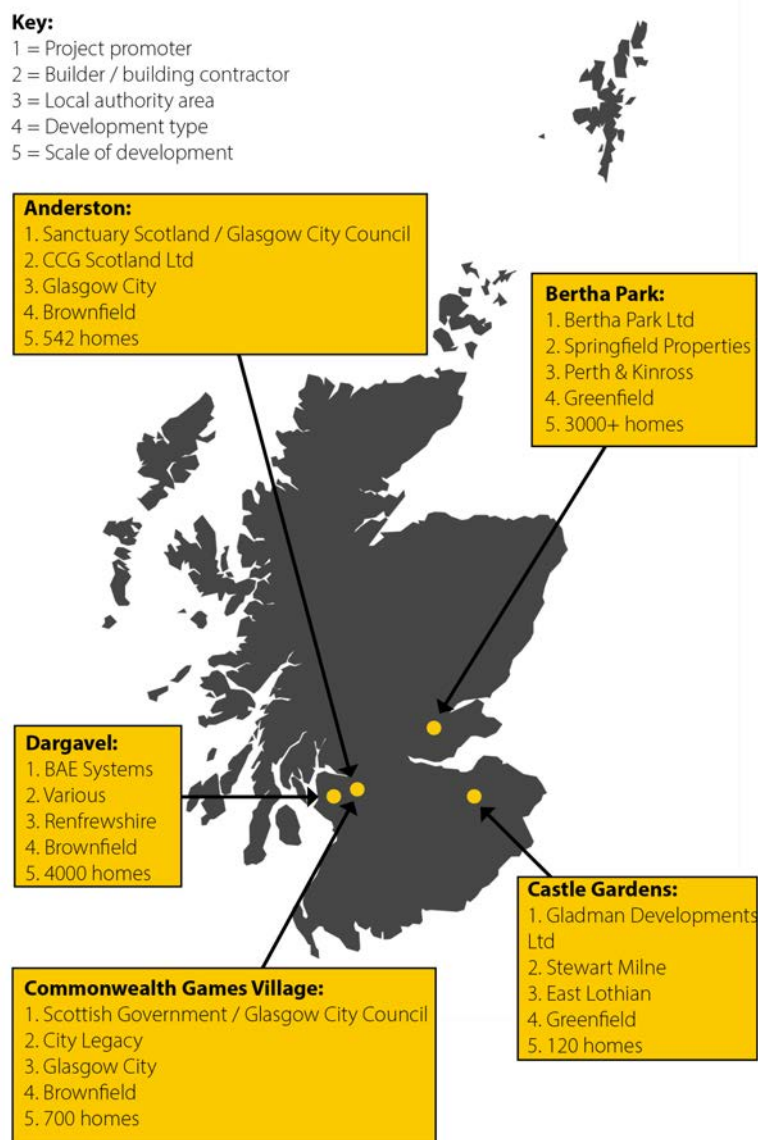 Key:
1 = Project promoter
2 = Builder / building contractor
3 = Local authority area
4 = Development type
5 = Scale of development
Anderston:
1. Sanctuary Scotland / Glasgow City Council
2. CCG Scotland Ltd
3. Glasgow City
4. Brownfield
5. 542 homes
Bertha Park:
1. Bertha Park Ltd
2. Springfield Properties
3. Perth & Kinross
4. Greenfield
5. 3000+ homes
Dargavel:
1. BAE Systems
2. Various
3. Renfrewshire
4. Brownfield
5. 4000 homes
Castle Gardens:
1. Gladman Developments
Ltd
2. Stewart Milne
3. East Lothian
4. Greenfield
5. 120 homes
Commonwealth Games Village:
1. Scottish Government / Glasgow City Council
2. City Legacy
3. Glasgow City
4. Brownfield
5. 700 homes